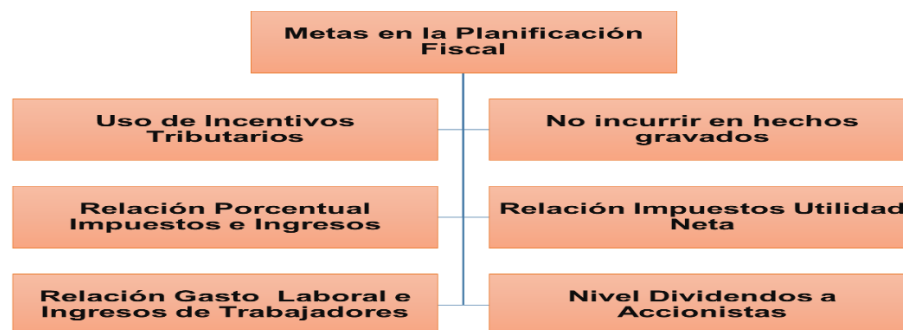 Metas en la Planificación
Fiscal
Uso de Incentivos
Tributarios
No incurrir en hechos
gravados
Relación Porcentual
Impuestos e Ingresos
Relación Impuestos Utilidad
Neta
Relación Gasto Laboral e
Ingresos de Trabajadores
Nivel Dividendos a
Accionistas